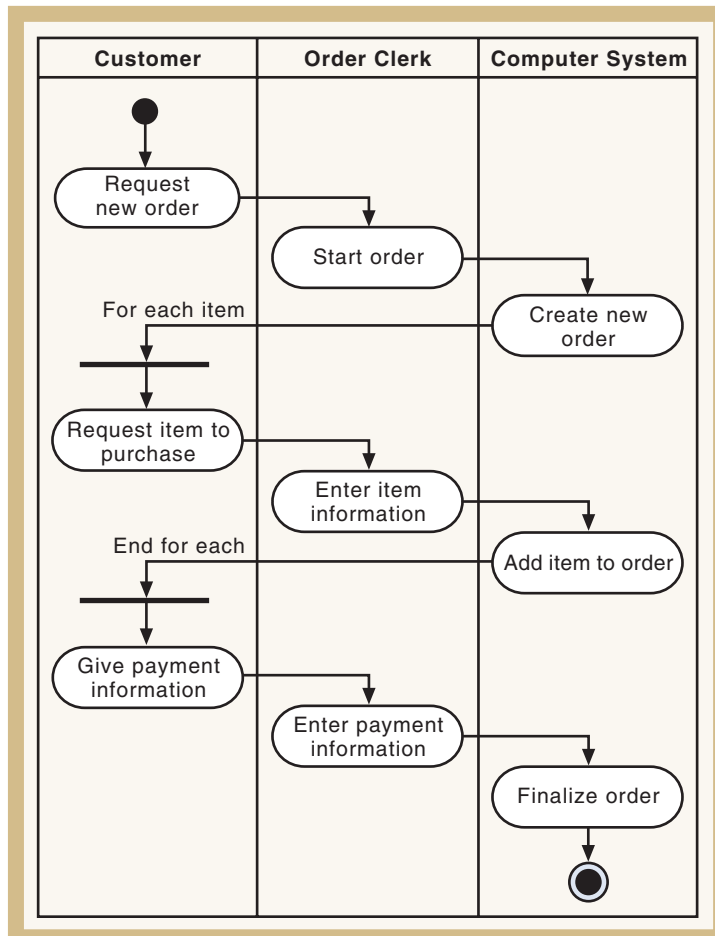 Customer
Order Clerk
Computer System
Request
new order
Start order
Create new
order
For each item
Request item to
purchase
Enter item
information
Add item to order
End for each
Give payment
information
Enter payment
information
Finalize order